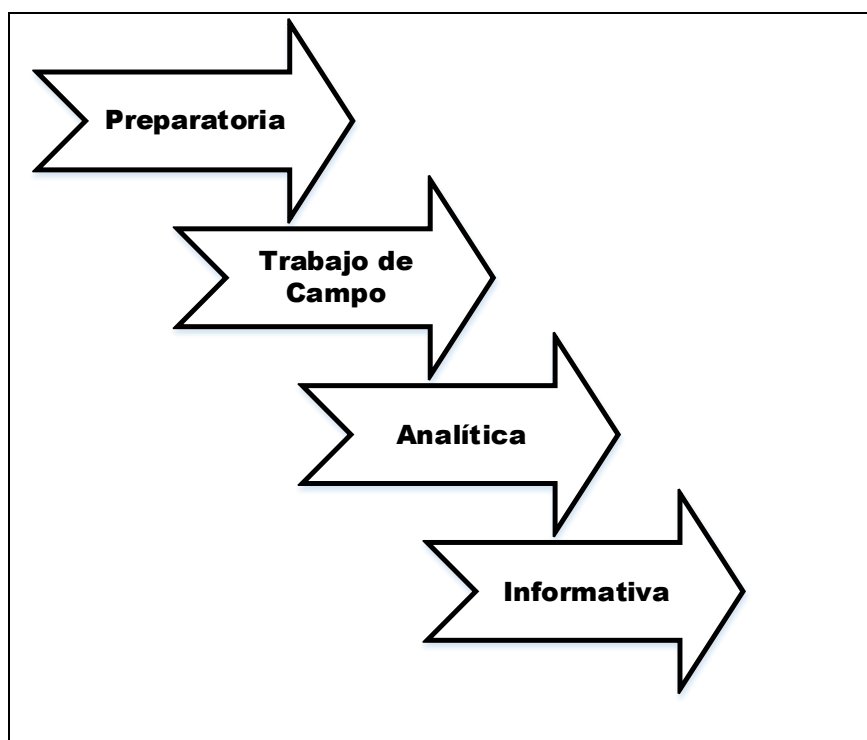 Preparatoria
Trabajo de
Campo
Analítica
Informativa